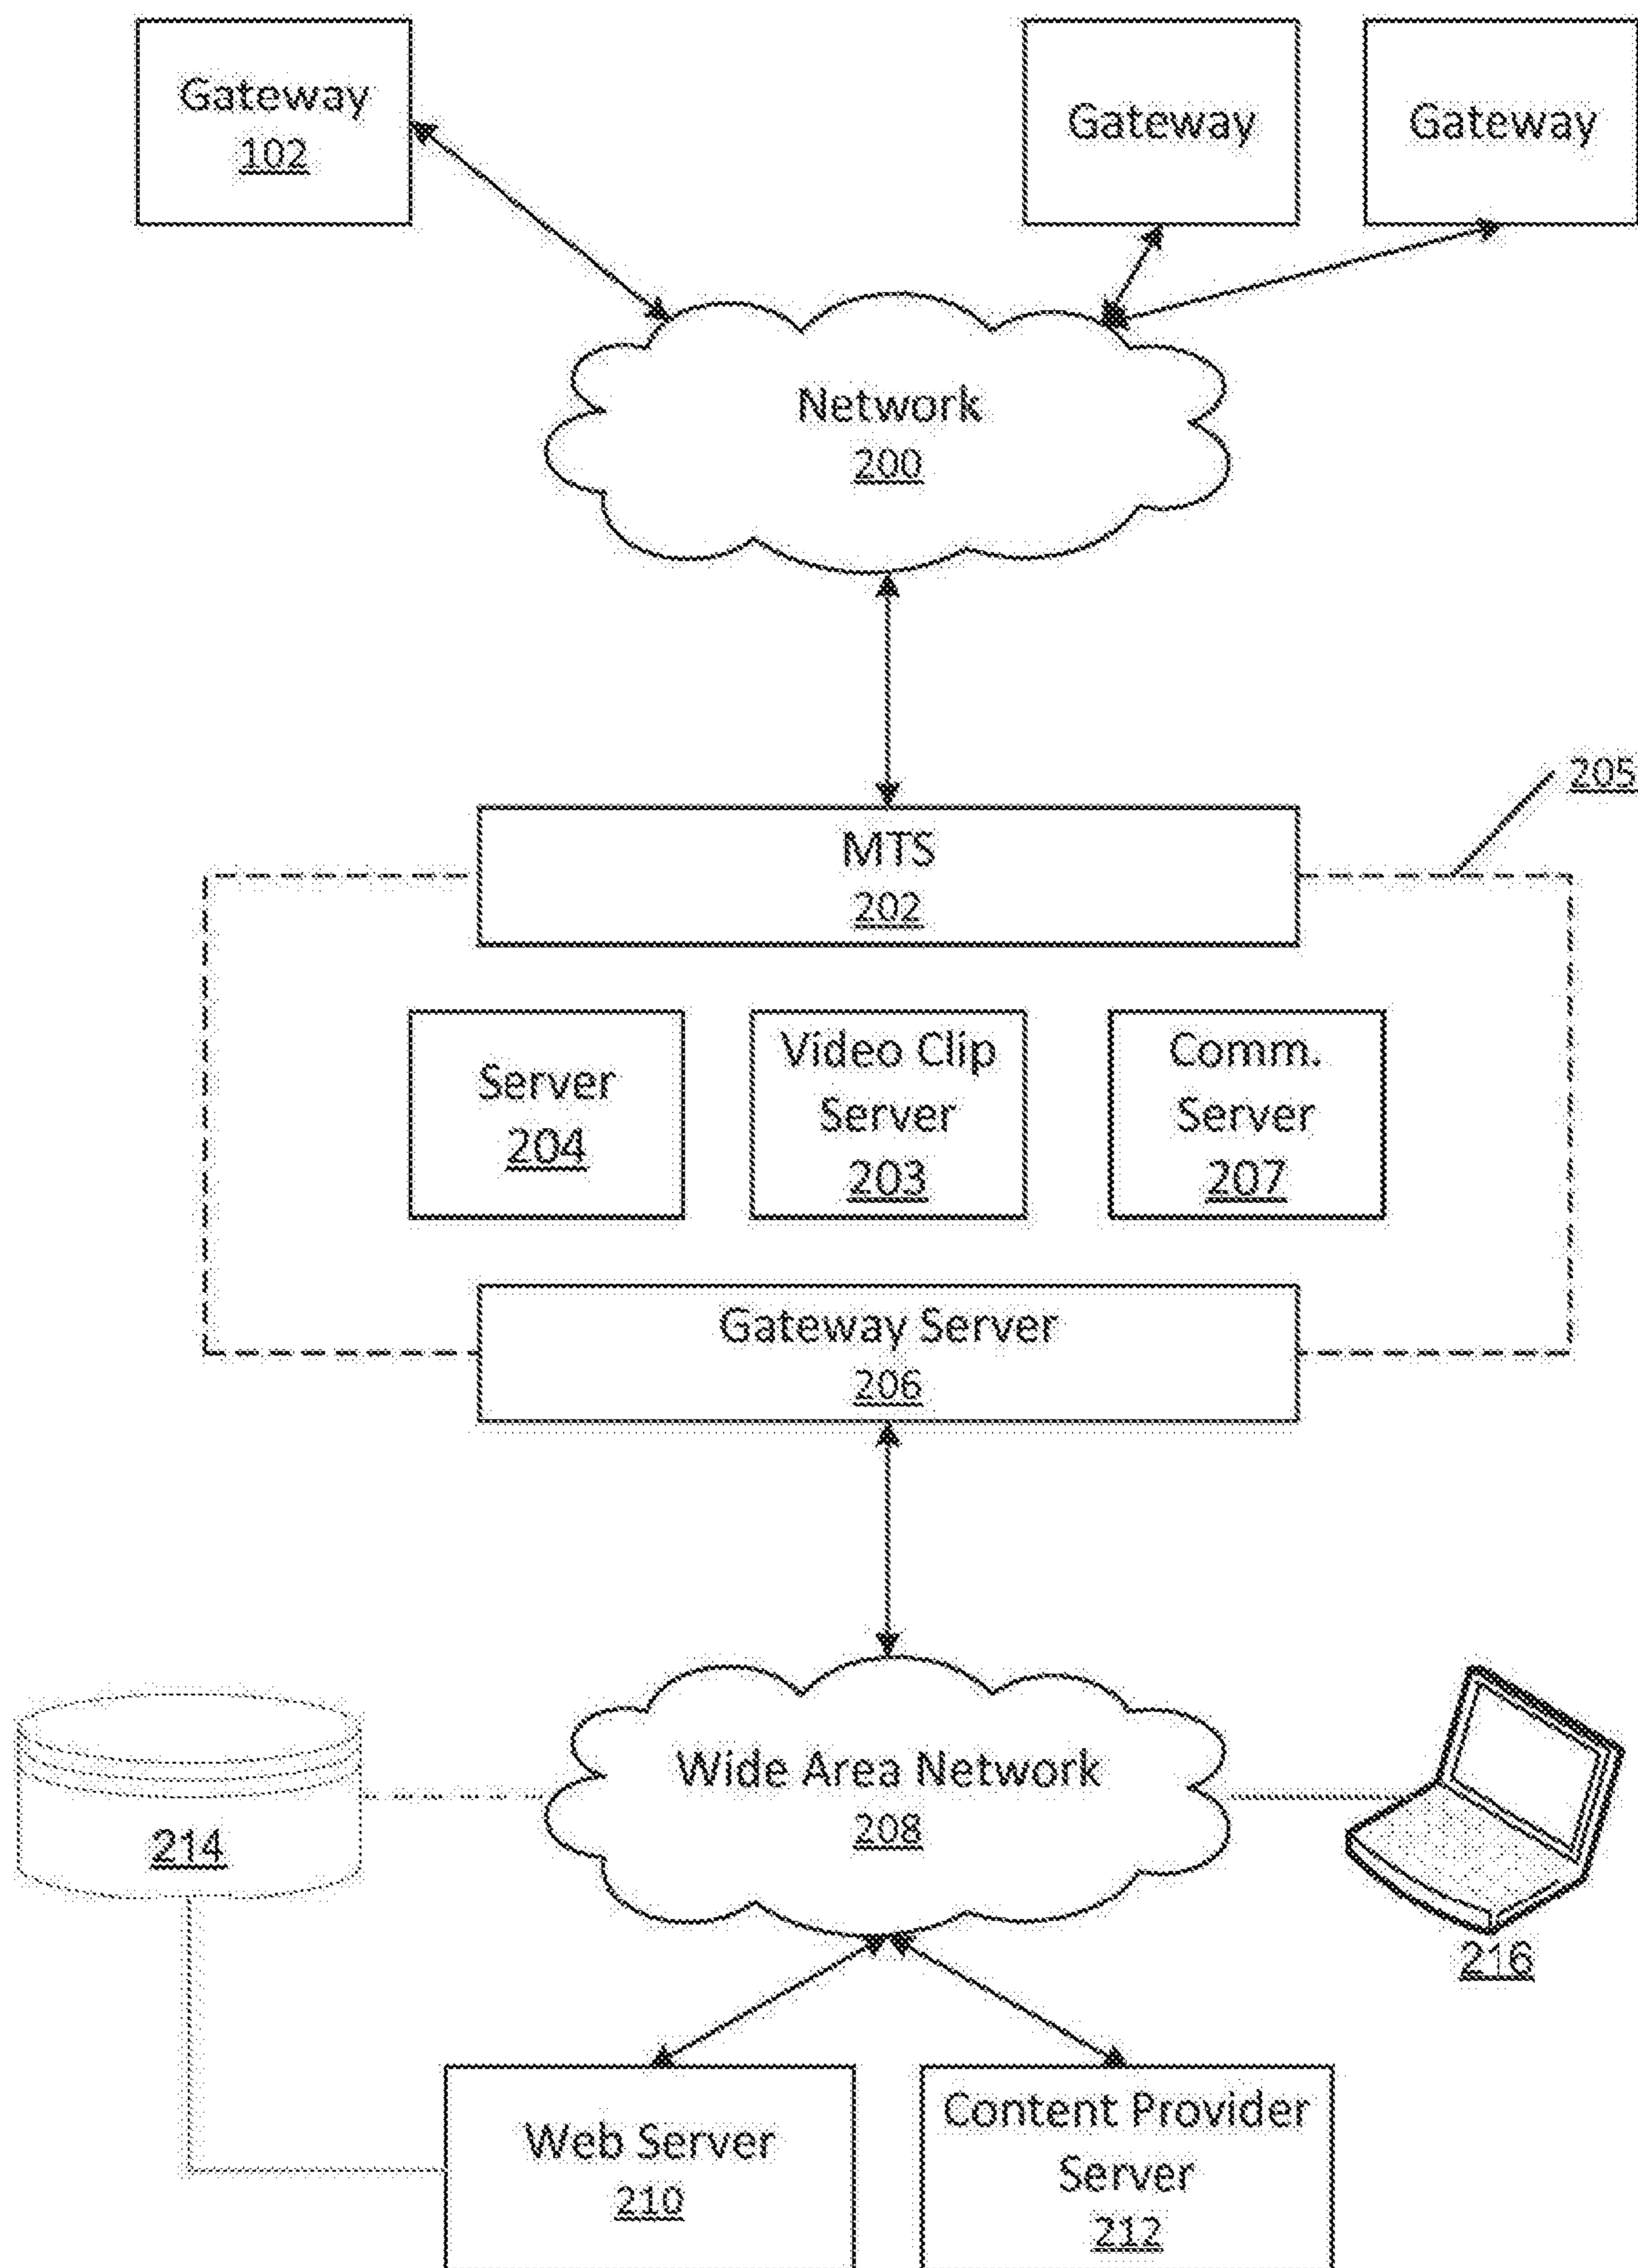 Gateway
102
Gateway
Gateway
Network
200
205
MTS
202
Server
204
Video Clip
Server
203
Comm.
Server
207
Gateway Server
206
Wide Area Network
208
214
216
Web Server
210
Content Provider
Server
212